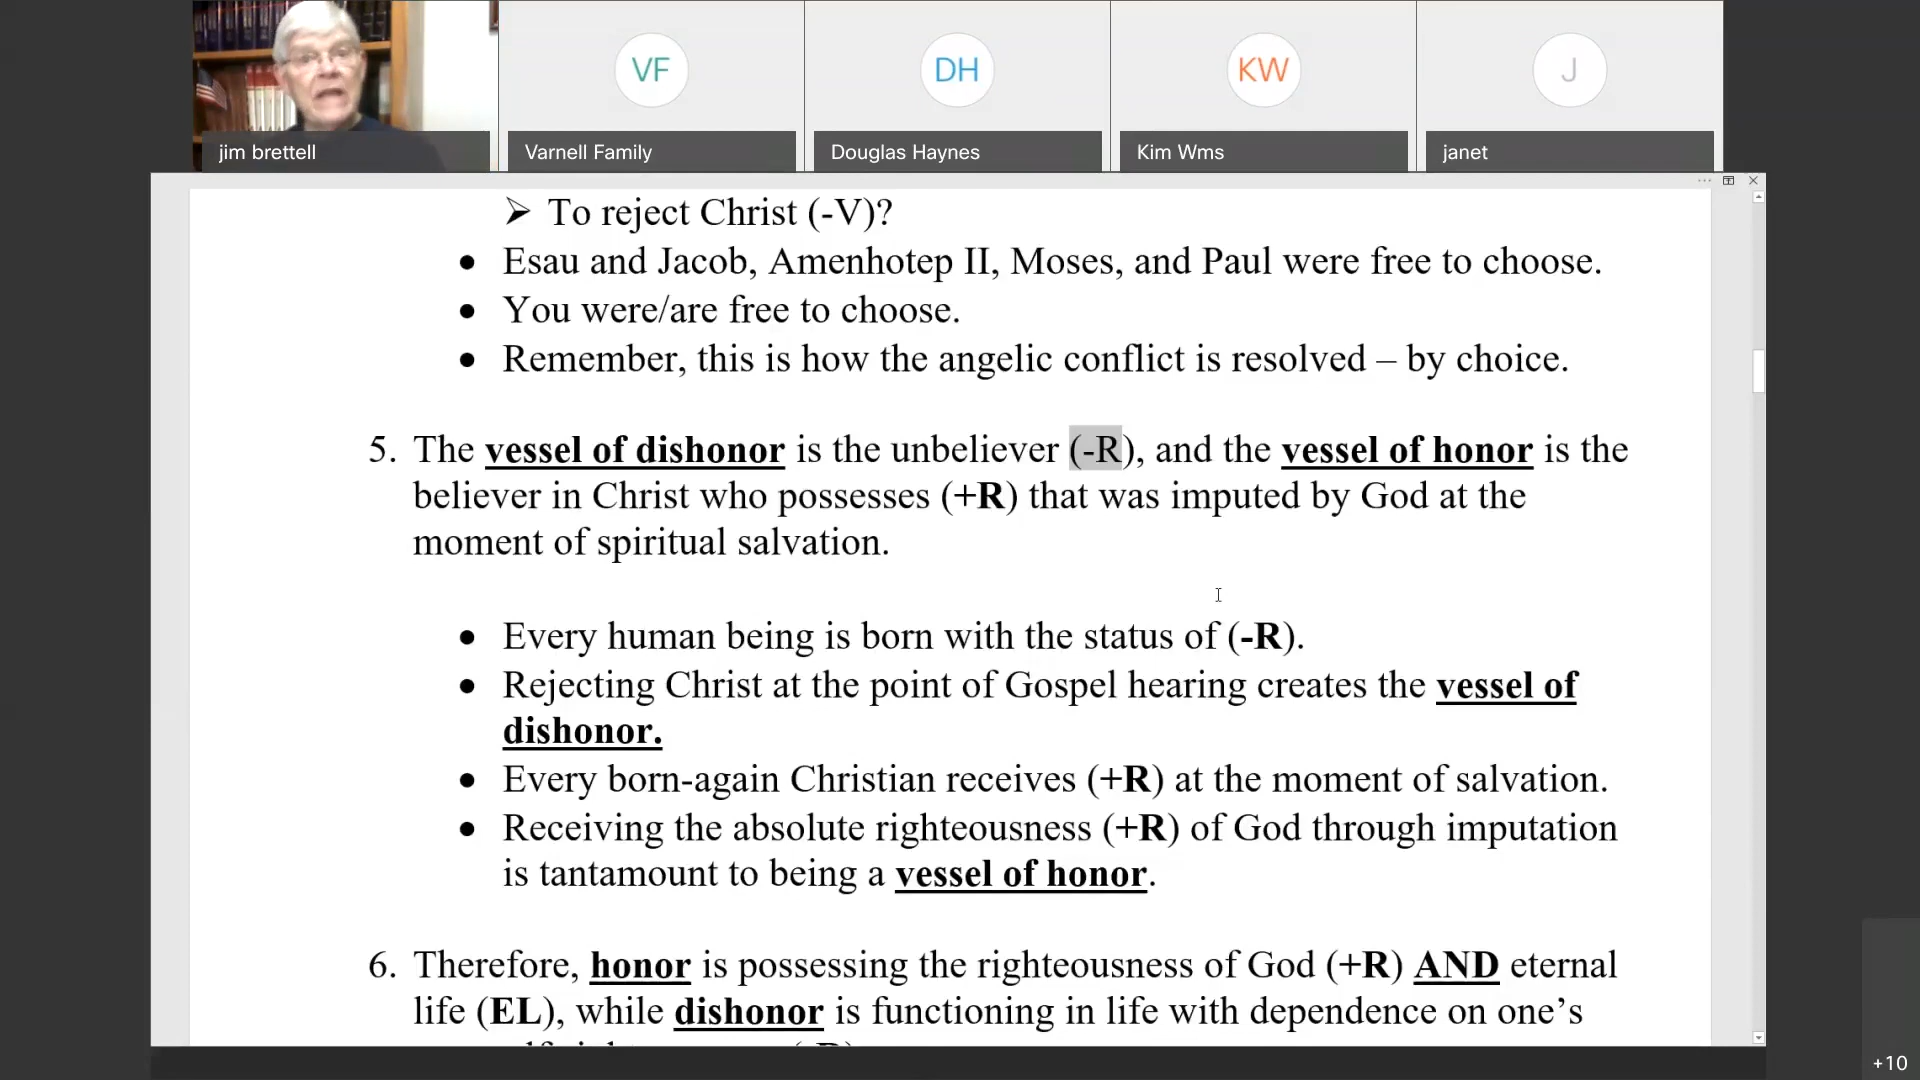 VF
DH
KW
J
jim brettell
Varnell Family
Douglas Haynes
Kim Wms
janet
➢ To reject Christ (-V)?
• Esau and Jacob, Amenhotep II, Moses, and Paul were free to choose.
• You were/are free to choose.
• Remember, this is how the angelic conflict is resolved – by choice.
5. The vessel of dishonor is the unbeliever (-R), and the vessel of honor is the
believer in Christ who possesses (+R) that was imputed by God at the
moment of spiritual salvation.
• Every human being is born with the status of (-R).
• Rejecting Christ at the point of Gospel hearing creates the vessel of
dishonor.
• Every born-again Christian receives (+R) at the moment of salvation.
• Receiving the absolute righteousness (+R) of God through imputation
is tantamount to being a vessel of honor.
6. Therefore, honor is possessing the righteousness of God (+R) AND eternal
life (EL), while dishonor is functioning in life with dependence on one’s
+10